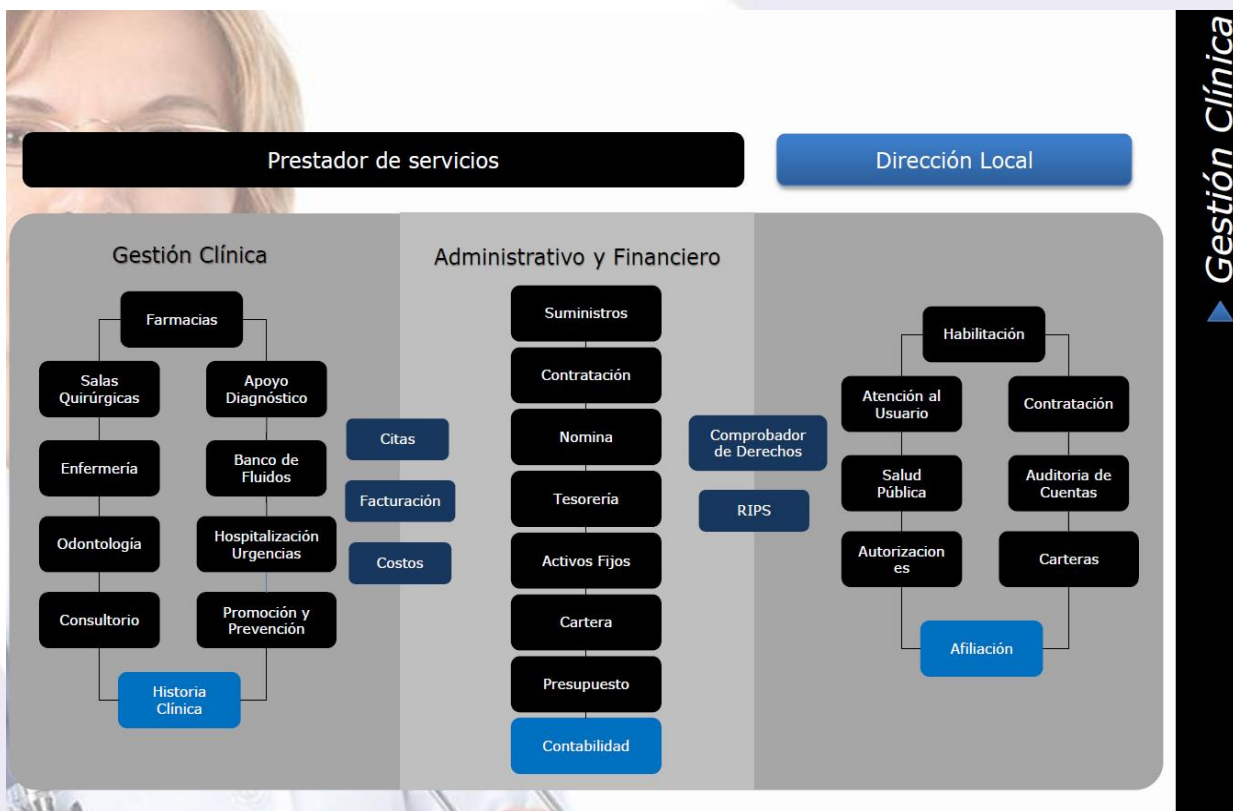 Gestión Clínica
Prestador de servicios
Dirección Local
Gestión Clínica
Farmacias
Salas
Quirúrgicas
Apoyo
Diagnóstico
Enfermería
Banco de
Fluidos
Odontología
Hospitalización
Urgencias
Consultorio
Promoción y
Prevención
Historia
Clínica
Citas
Facturación
Costos
Administrativo y Financiero
Suministros
Contratación
Nomina
Tesorería
Activos Fijos
Cartera
Presupuesto
Contabilidad
Comprobador
de Derechos
RIPS
Habilitación
Atención al
Usuario
Contratación
Salud
Pública
Auditoria de
Cuentas
Autorizacion
es
Carteras
Afiliación